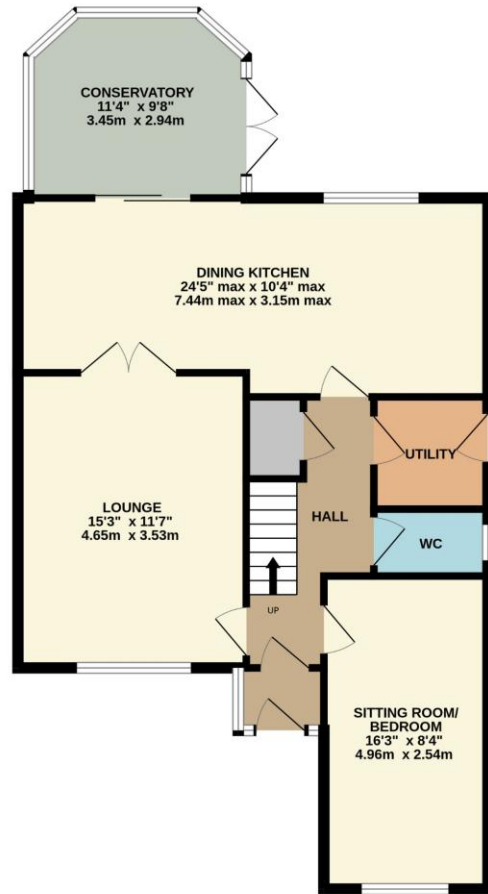 CONSERVATORY
11'4" x 9'8"
3.45m x 2.94m
DINING KITCHEN
24'5" max x 10'4" max
7.44m max x 3.15m max
LOUNGE
15'3" x 11'7"
4.65m x 3.53m
HALL
UTILITY
WC
UP
SITTING ROOM/
BEDROOM
16'3" x 8'4"
4.96m x 2.54m